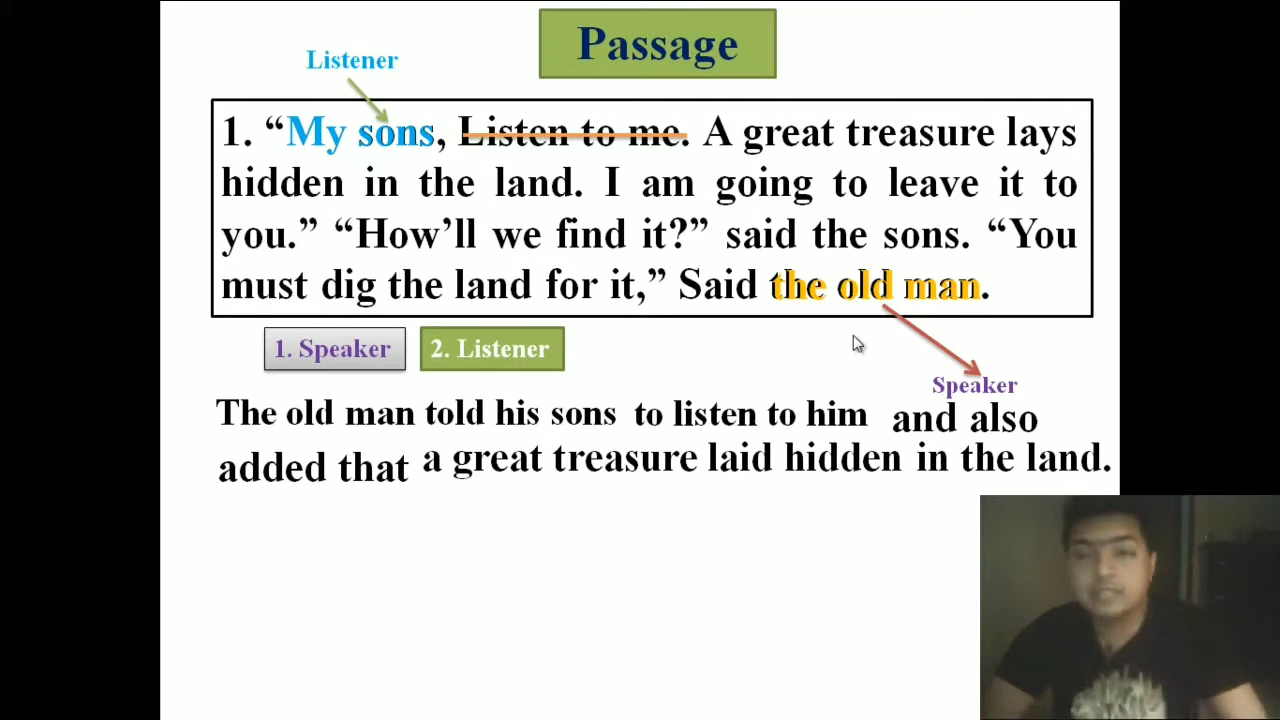 Passage
Listener
1. “My sons, Listen to me. A great treasure lays
hidden in the land. I am going to leave it to
you.” “How’ll we find it?” said the sons. “You
must dig the land for it,” Said the old man.
1. Speaker
2. Listener
Speaker
The old man told his sons to listen to him and also
added that a great treasure laid hidden in the land.